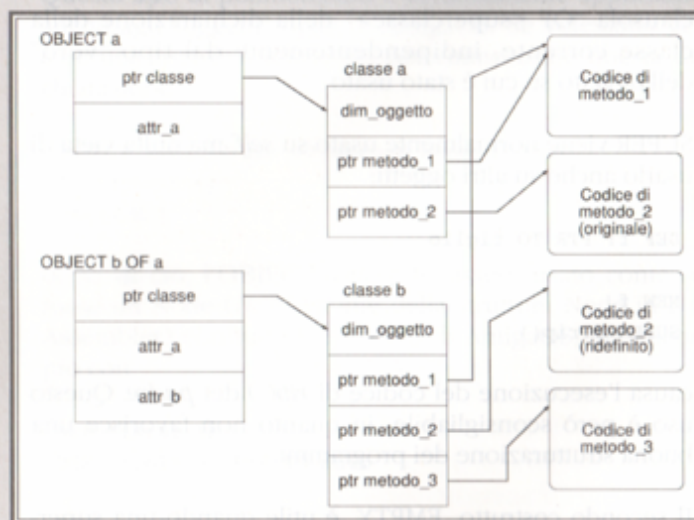 OBJECT a
ptr classe
attr_a
classe a
dim_oggetto
ptr metodo_1
ptr metodo_2
Codice di
metodo_1
Codice di
metodo_2
(originale)
OBJECT b OF a
ptr classe
attr_a
attr_b
classe b
dim_oggetto
ptr metodo_1
ptr metodo_2
ptr metodo_3
Codice di
metodo_2
(ridefinito)
Codice di
metodo_3